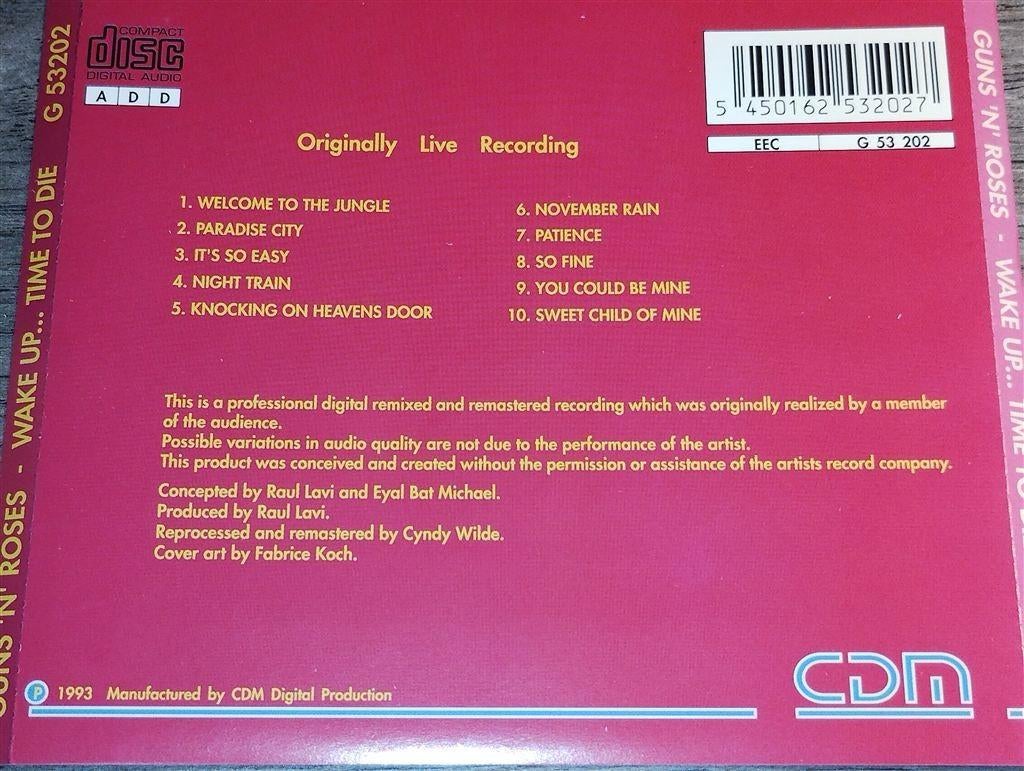 COMPACT
disc
DIGITAL AUDIO
A D D
5 450162 532027
EEC G 53 202
Originally Live Recording
1. WELCOME TO THE JUNGLE
2. PARADISE CITY
3. IT'S SO EASY
4. NIGHT TRAIN
5. KNOCKING ON HEAVENS DOOR
6. NOVEMBER RAIN
7. PATIENCE
8. SO FINE
9. YOU COULD BE MINE
10. SWEET CHILD OF MINE
This is a professional digital remixed and remastered recording which was originally realized by a member
of the audience.
Possible variations in audio quality are not due to the performance of the artist.
This product was conceived and created without the permission or assistance of the artists record company.
Concepted by Raul Lavi and Eyal Bat Michael.
Produced by Raul Lavi.
Reprocessed and remastered by Cyndy Wilde.
Cover art by Fabrice Koch.
P 1993 Manufactured by CDM Digital Production
CDM
GUNS 'N' ROSES - WAKE UP... TIME TO DIE G 53202
GUNS 'N' ROSES - WAKE UP... TIME TO